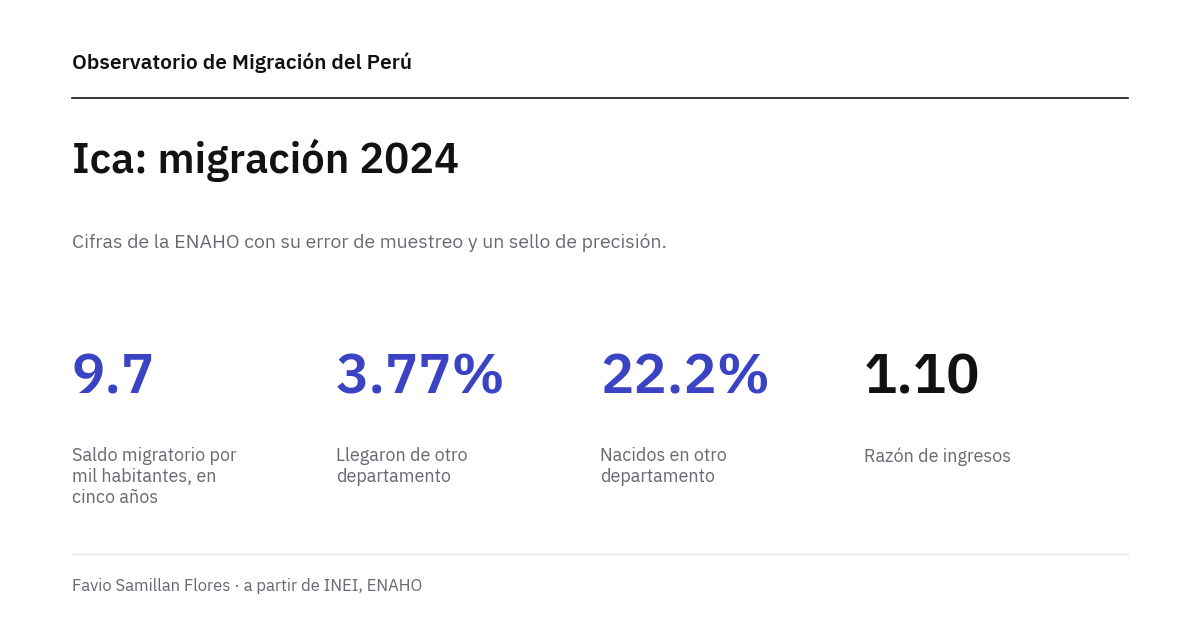 Observatorio de Migración del Perú
Ica: migración 2024
Cifras de la ENAHO con su error de muestreo y un sello de precisión.
9.7
Saldo migratorio por
mil habitantes, en
cinco años
3.77%
Llegaron de otro
departamento
22.2%
Nacidos en otro
departamento
1.10
Razón de ingresos
Favio Samillan Flores · a partir de INEI, ENAHO